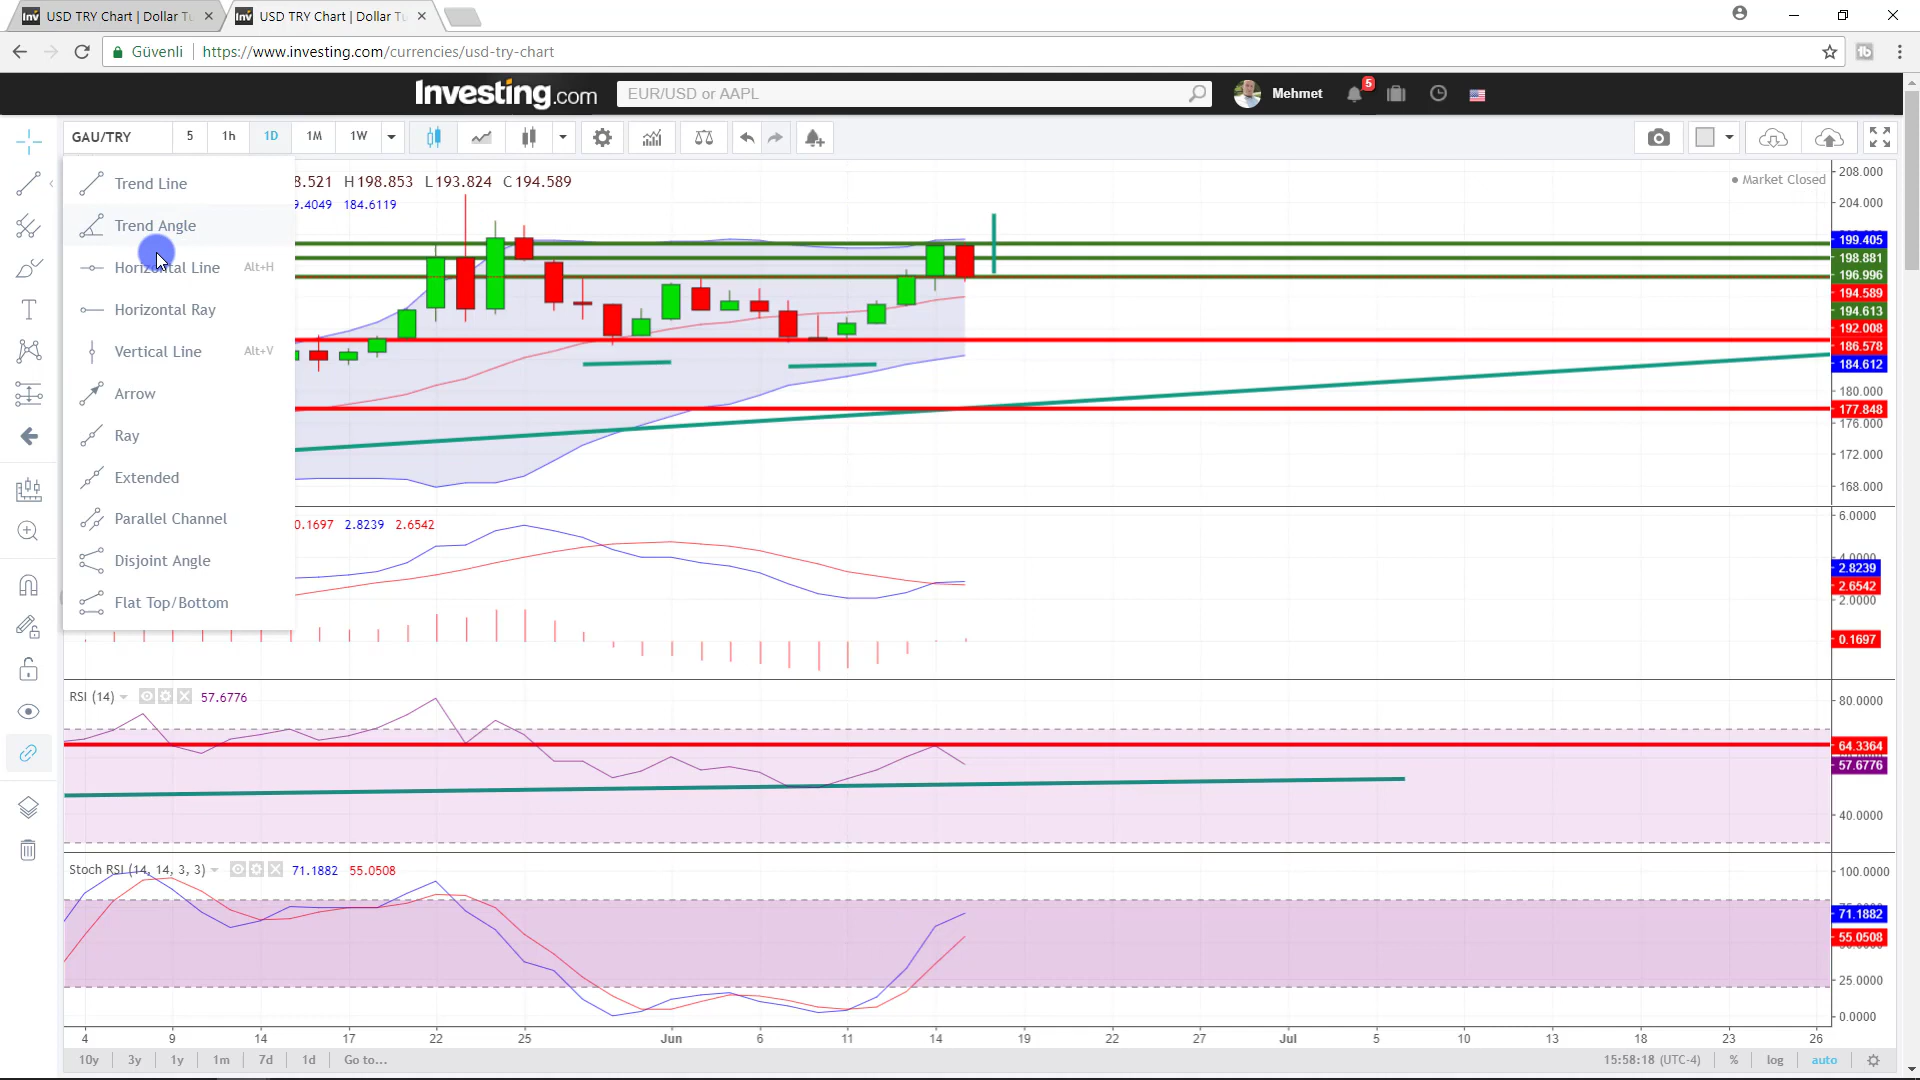 USD TRY Chart | Dollar Tu
USD TRY Chart | Dollar Tu
Güvenli
https://www.investing.com/currencies/usd-try-chart
Investing.com
EUR/USD or AAPL
Mehmet
5
GAU/TRY
5
1h
1D
1M
1W
Trend Line
Trend Angle
Horizontal Line Alt+H
Horizontal Ray
Vertical Line Alt+V
Arrow
Ray
Extended
Parallel Channel
Disjoint Angle
Flat Top/Bottom
8.521 H198.853 L193.824 C194.589
9.4049 184.6119
Market Closed
208.000
204.000
199.405
198.881
196.996
194.589
194.613
192.008
186.578
184.612
180.000
177.848
176.000
172.000
168.000
0.1697 2.8239 2.6542
6.0000
4.0000
2.8239
2.6542
2.0000
0.1697
RSI (14)
57.6776
80.0000
64.3364
57.6776
40.0000
Stoch RSI (14, 14, 3, 3)
71.1882 55.0508
100.0000
71.1882
55.0508
25.0000
0.0000
4 9 14 17 22 25 Jun 6 11 14 19 22 27 Jul 5 10 13 18 23 26
10y 3y 1y 1m 7d 1d Go to...
15:58:18 (UTC-4) % log auto